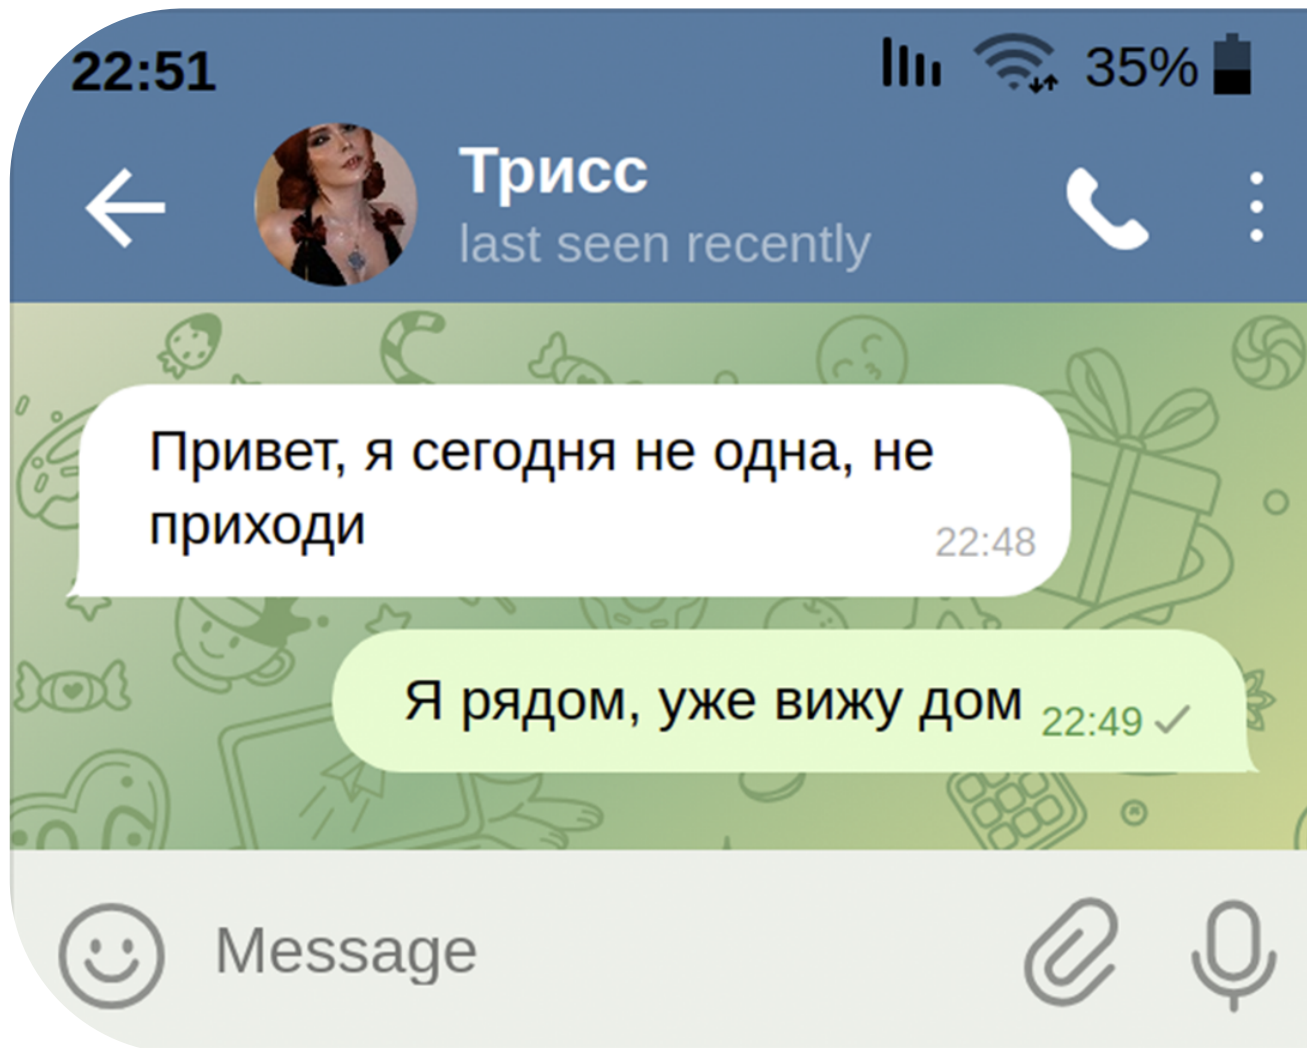 22:51 35%
Трисс
last seen recently
Привет, я сегодня не одна, не
приходи
22:48
Я рядом, уже вижу дом 22:49
Message